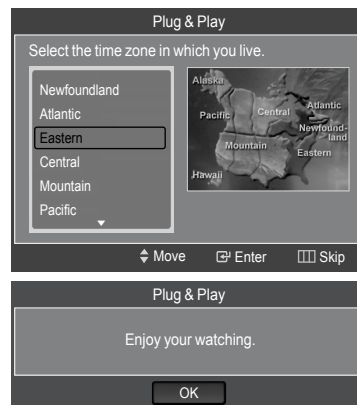 Plug & Play
Select the time zone in which you live.
Newfoundland
Atlantic
Eastern
Central
Mountain
Pacific
Alaska
Pacific
Central
Atlantic
Newfound-
land
Mountain
Eastern
Hawaii
Move Enter Skip
Plug & Play
Enjoy your watching.
OK